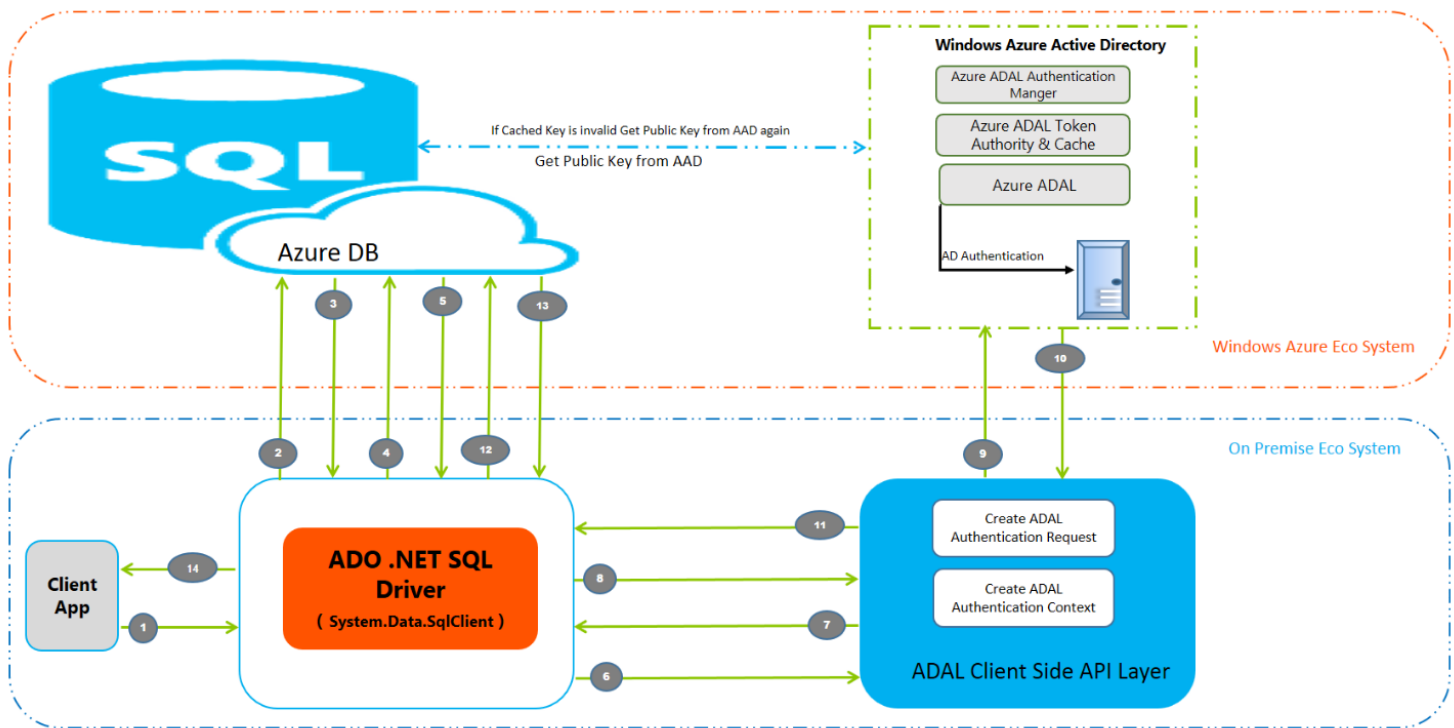 Windows Azure Active Directory
Azure ADAL Authentication
Manger
Azure ADAL Token
Authority & Cache
Azure ADAL
AD Authentication
If Cached Key is invalid Get Public Key from AAD again
Get Public Key from AAD
SQL
Azure DB
3
5
13
10
Windows Azure Eco System
On Premise Eco System
2
4
12
9
Client
App
14
1
ADO .NET SQL
Driver
( System.Data.SqlClient )
11
8
7
6
Create ADAL
Authentication Request
Create ADAL
Authentication Context
ADAL Client Side API Layer